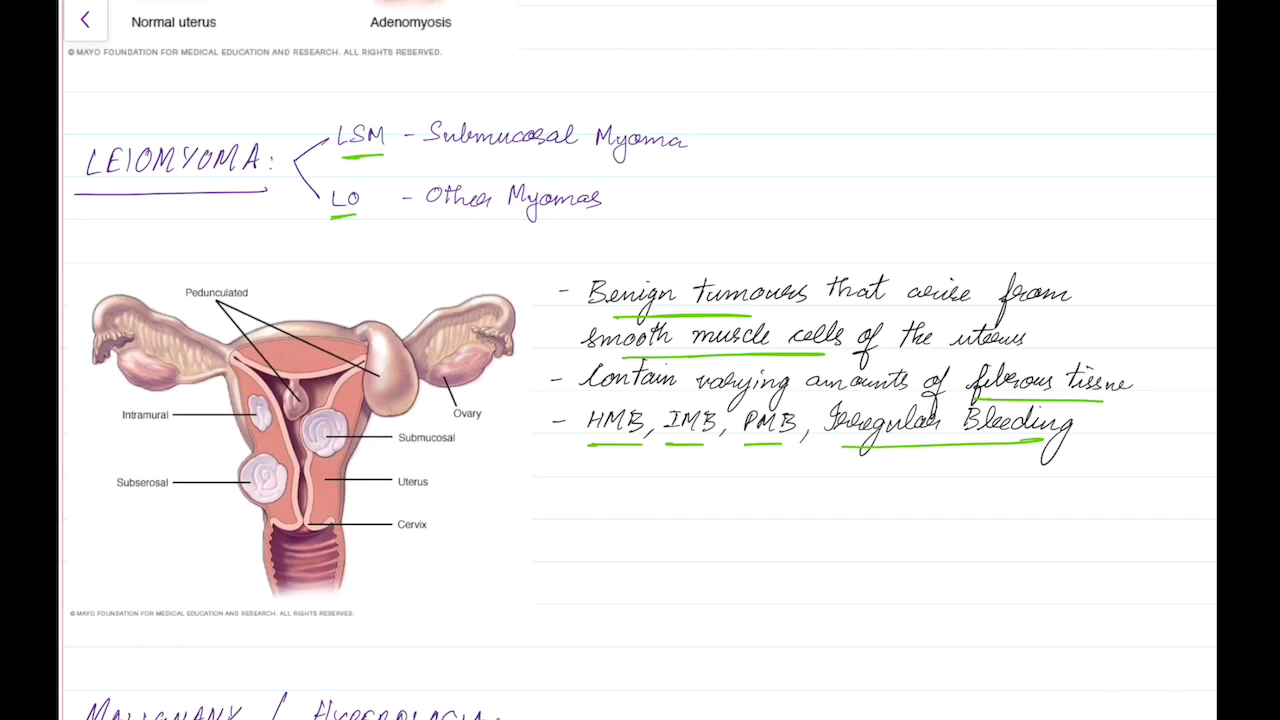 Normal uterus
Adenomyosis
© MAYO FOUNDATION FOR MEDICAL EDUCATION AND RESEARCH. ALL RIGHTS RESERVED.
LEIOMYOMA:
LSM - Submucosal Myoma
LO - Other Myomas
Pedunculated
Intramural
Subserosal
Ovary
Submucosal
Uterus
Cervix
© MAYO FOUNDATION FOR MEDICAL EDUCATION AND RESEARCH. ALL RIGHTS RESERVED.
- Benign tumours that arise from
smooth muscle cells of the uterus
- Contain varying amounts of fibrous tissue
- HMB, IMB, PMB, Irregular Bleeding
MALIGNANY / HYPERPLASIA: